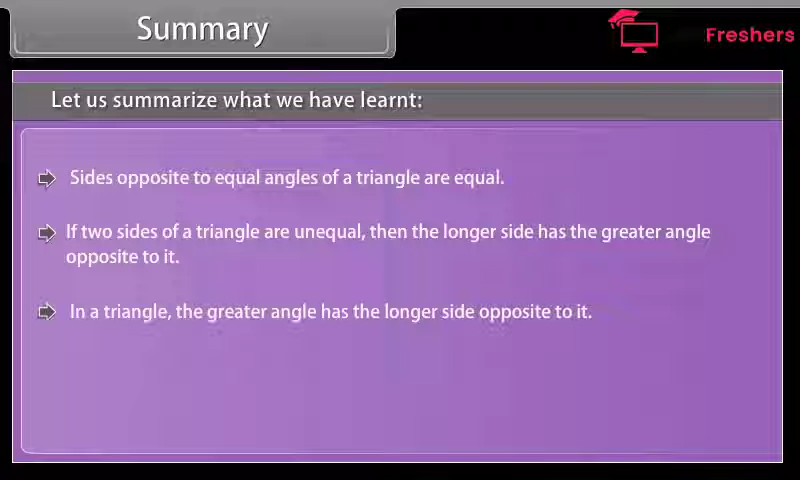 Summary
Freshers
Let us summarize what we have learnt:
Sides opposite to equal angles of a triangle are equal.
If two sides of a triangle are unequal, then the longer side has the greater angle
opposite to it.
In a triangle, the greater angle has the longer side opposite to it.